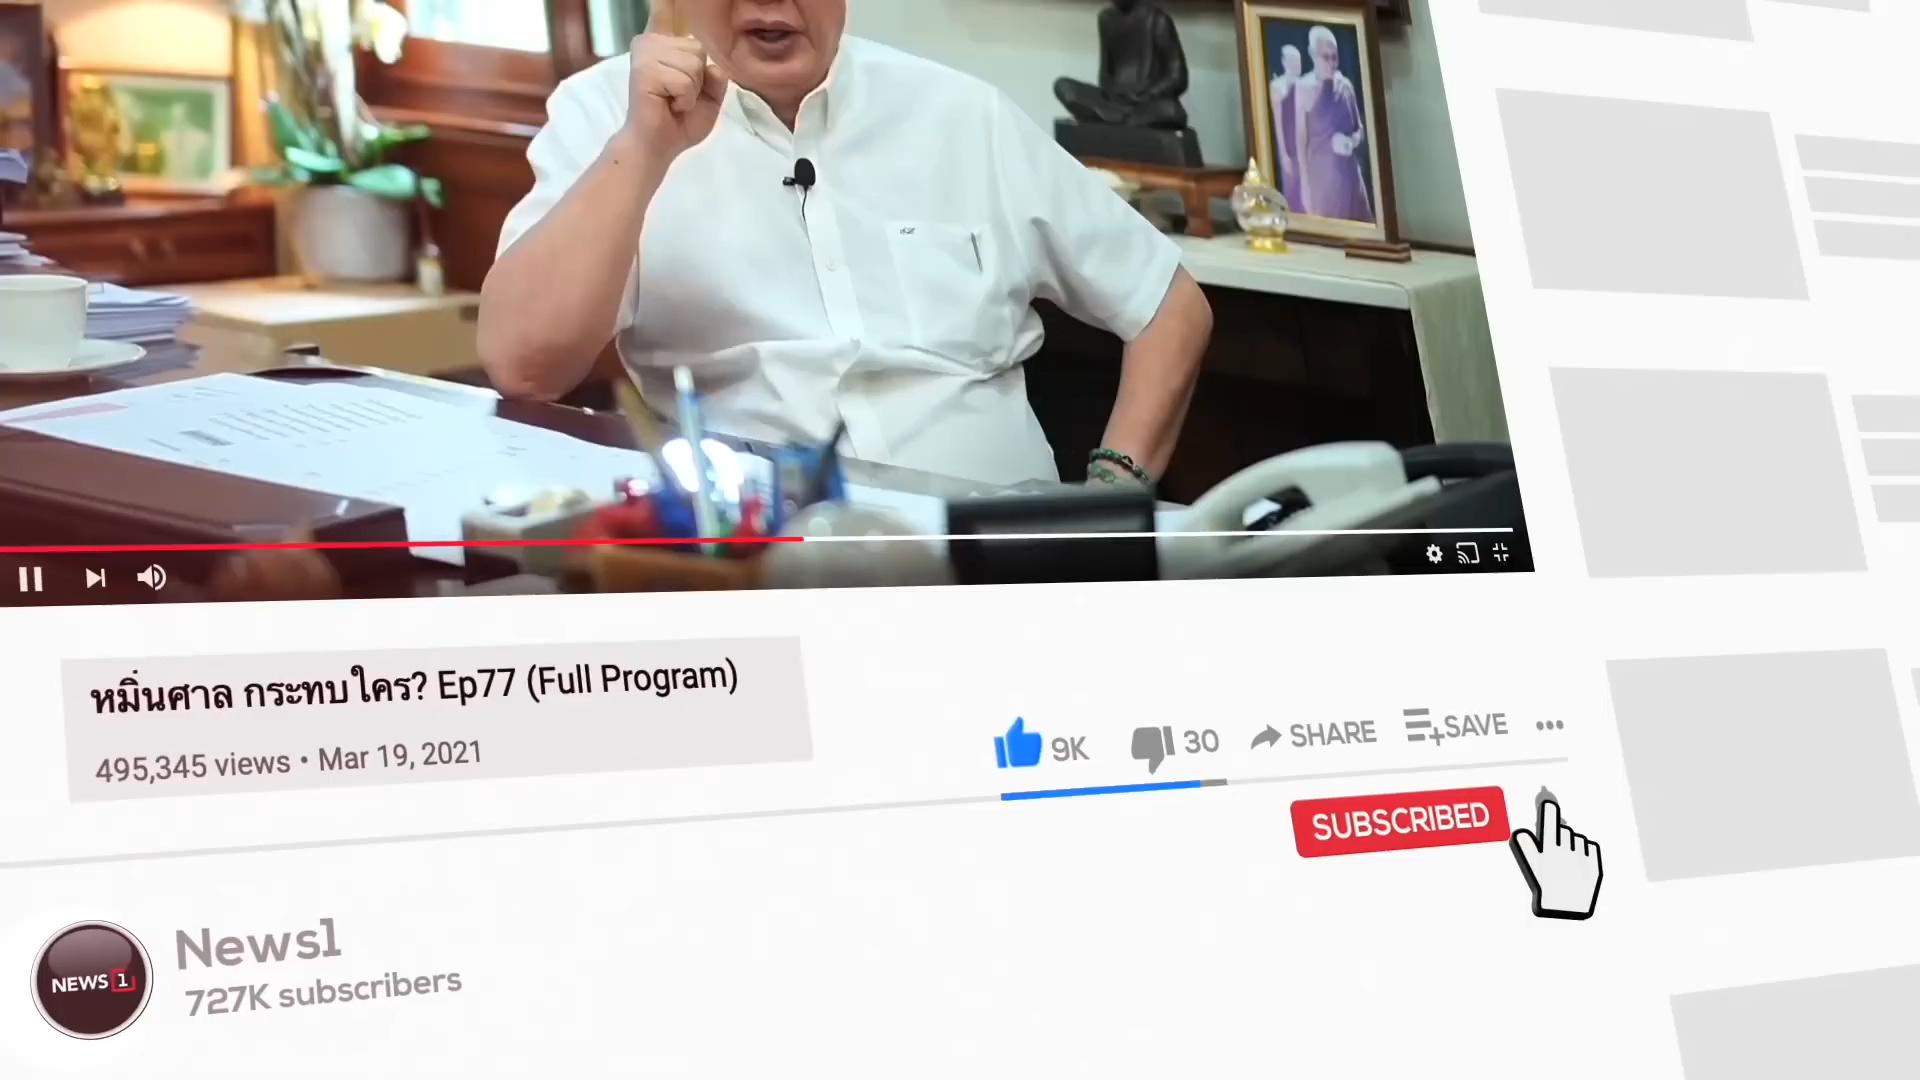 หมิ่นศาล กระทบใคร? Ep77 (Full Program)
495,345 views • Mar 19, 2021
9K
30
SHARE
SAVE
SUBSCRIBED
NEWS 1
News1
727K subscribers